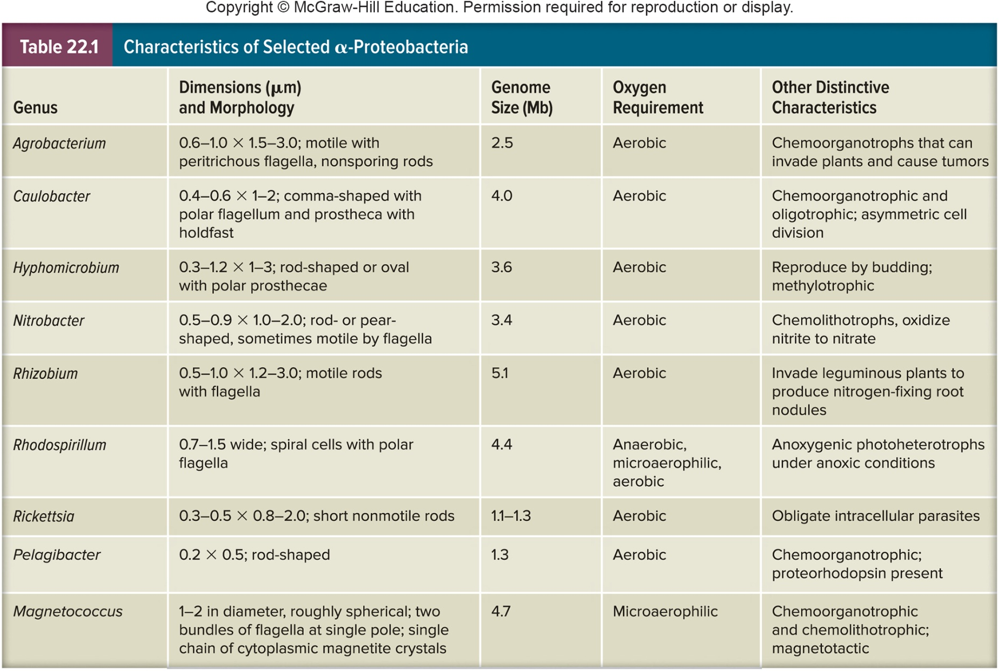 Copyright © McGraw-Hill Education. Permission required for reproduction or display.
Table 22.1 Characteristics of Selected α-Proteobacteria
Genus
Dimensions (μm)
and Morphology
Genome
Size (Mb)
Oxygen
Requirement
Other Distinctive
Characteristics
Agrobacterium
0.6–1.0 × 1.5–3.0; motile with
peritrichous flagella, nonsporing rods
2.5
Aerobic
Chemoorganotrophs that can
invade plants and cause tumors
Caulobacter
0.4–0.6 × 1–2; comma-shaped with
polar flagellum and prostheca with
holdfast
4.0
Aerobic
Chemoorganotrophic and
oligotrophic; asymmetric cell
division
Hyphomicrobium
0.3–1.2 × 1–3; rod-shaped or oval
with polar prosthecae
3.6
Aerobic
Reproduce by budding;
methylotrophic
Nitrobacter
0.5–0.9 × 1.0–2.0; rod- or pear-
shaped, sometimes motile by flagella
3.4
Aerobic
Chemolithotrophs, oxidize
nitrite to nitrate
Rhizobium
0.5–1.0 × 1.2–3.0; motile rods
with flagella
5.1
Aerobic
Invade leguminous plants to
produce nitrogen-fixing root
nodules
Rhodospirillum
0.7–1.5 wide; spiral cells with polar
flagella
4.4
Anaerobic,
microaerophilic,
aerobic
Anoxygenic photoheterotrophs
under anoxic conditions
Rickettsia
0.3–0.5 × 0.8–2.0; short nonmotile rods
1.1–1.3
Aerobic
Obligate intracellular parasites
Pelagibacter
0.2 × 0.5; rod-shaped
1.3
Aerobic
Chemoorganotrophic;
proteorhodopsin present
Magnetococcus
1–2 in diameter, roughly spherical; two
bundles of flagella at single pole; single
chain of cytoplasmic magnetite crystals
4.7
Microaerophilic
Chemoorganotrophic
and chemolithotrophic;
magnetotactic